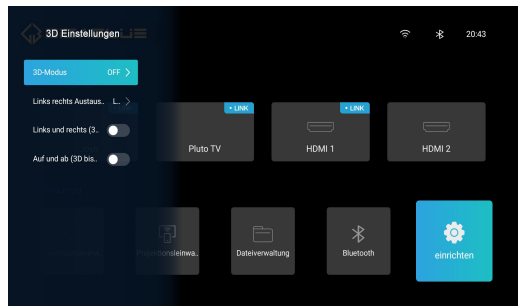 3D Einstellungen
20:43
3D-Modus OFF
Links rechts Austaus.. L..
Links und rechts (3..
Auf und ab (3D bis..
• LINK
• LINK
Pluto TV
HDMI 1
HDMI 2
Dateiverwaltung
Bluetooth
einrichten